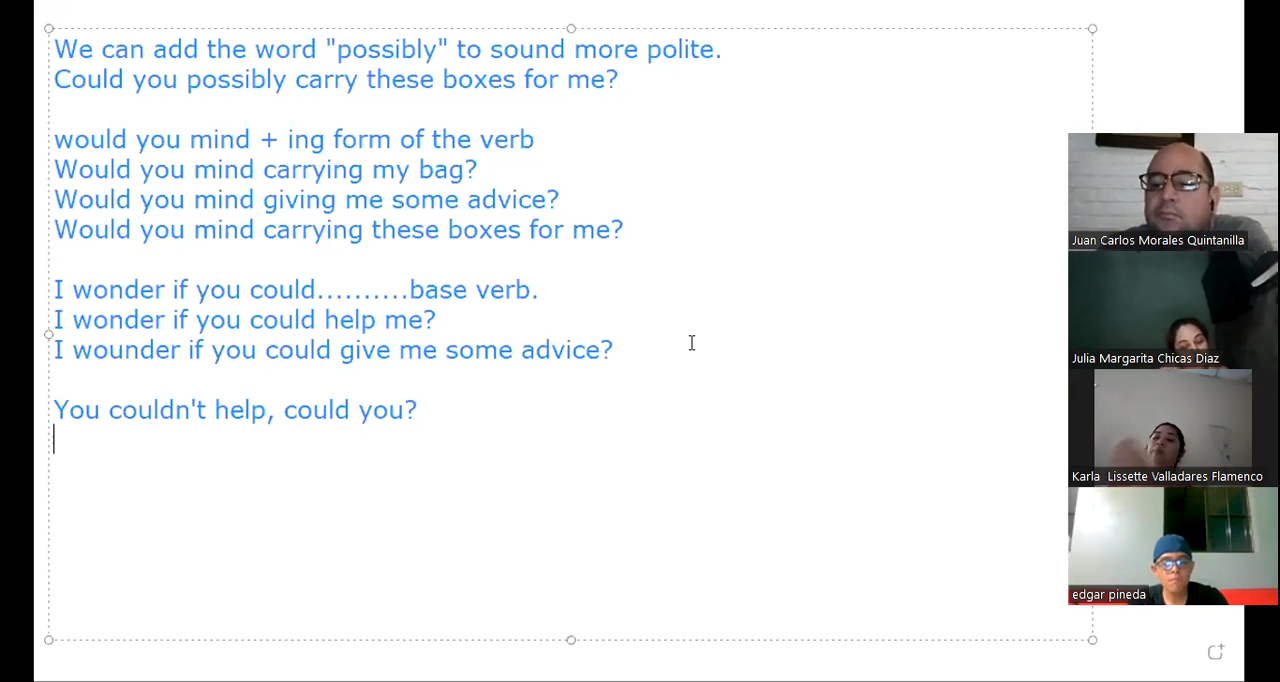 We can add the word "possibly" to sound more polite.
Could you possibly carry these boxes for me?
would you mind + ing form of the verb
Would you mind carrying my bag?
Would you mind giving me some advice?
Would you mind carrying these boxes for me?
I wonder if you could..........base verb.
I wonder if you could help me?
I wounder if you could give me some advice?
You couldn't help, could you?
Juan Carlos Morales Quintanilla
Julia Margarita Chicas Diaz
Karla Lissette Valladares Flamenco
edgar pineda